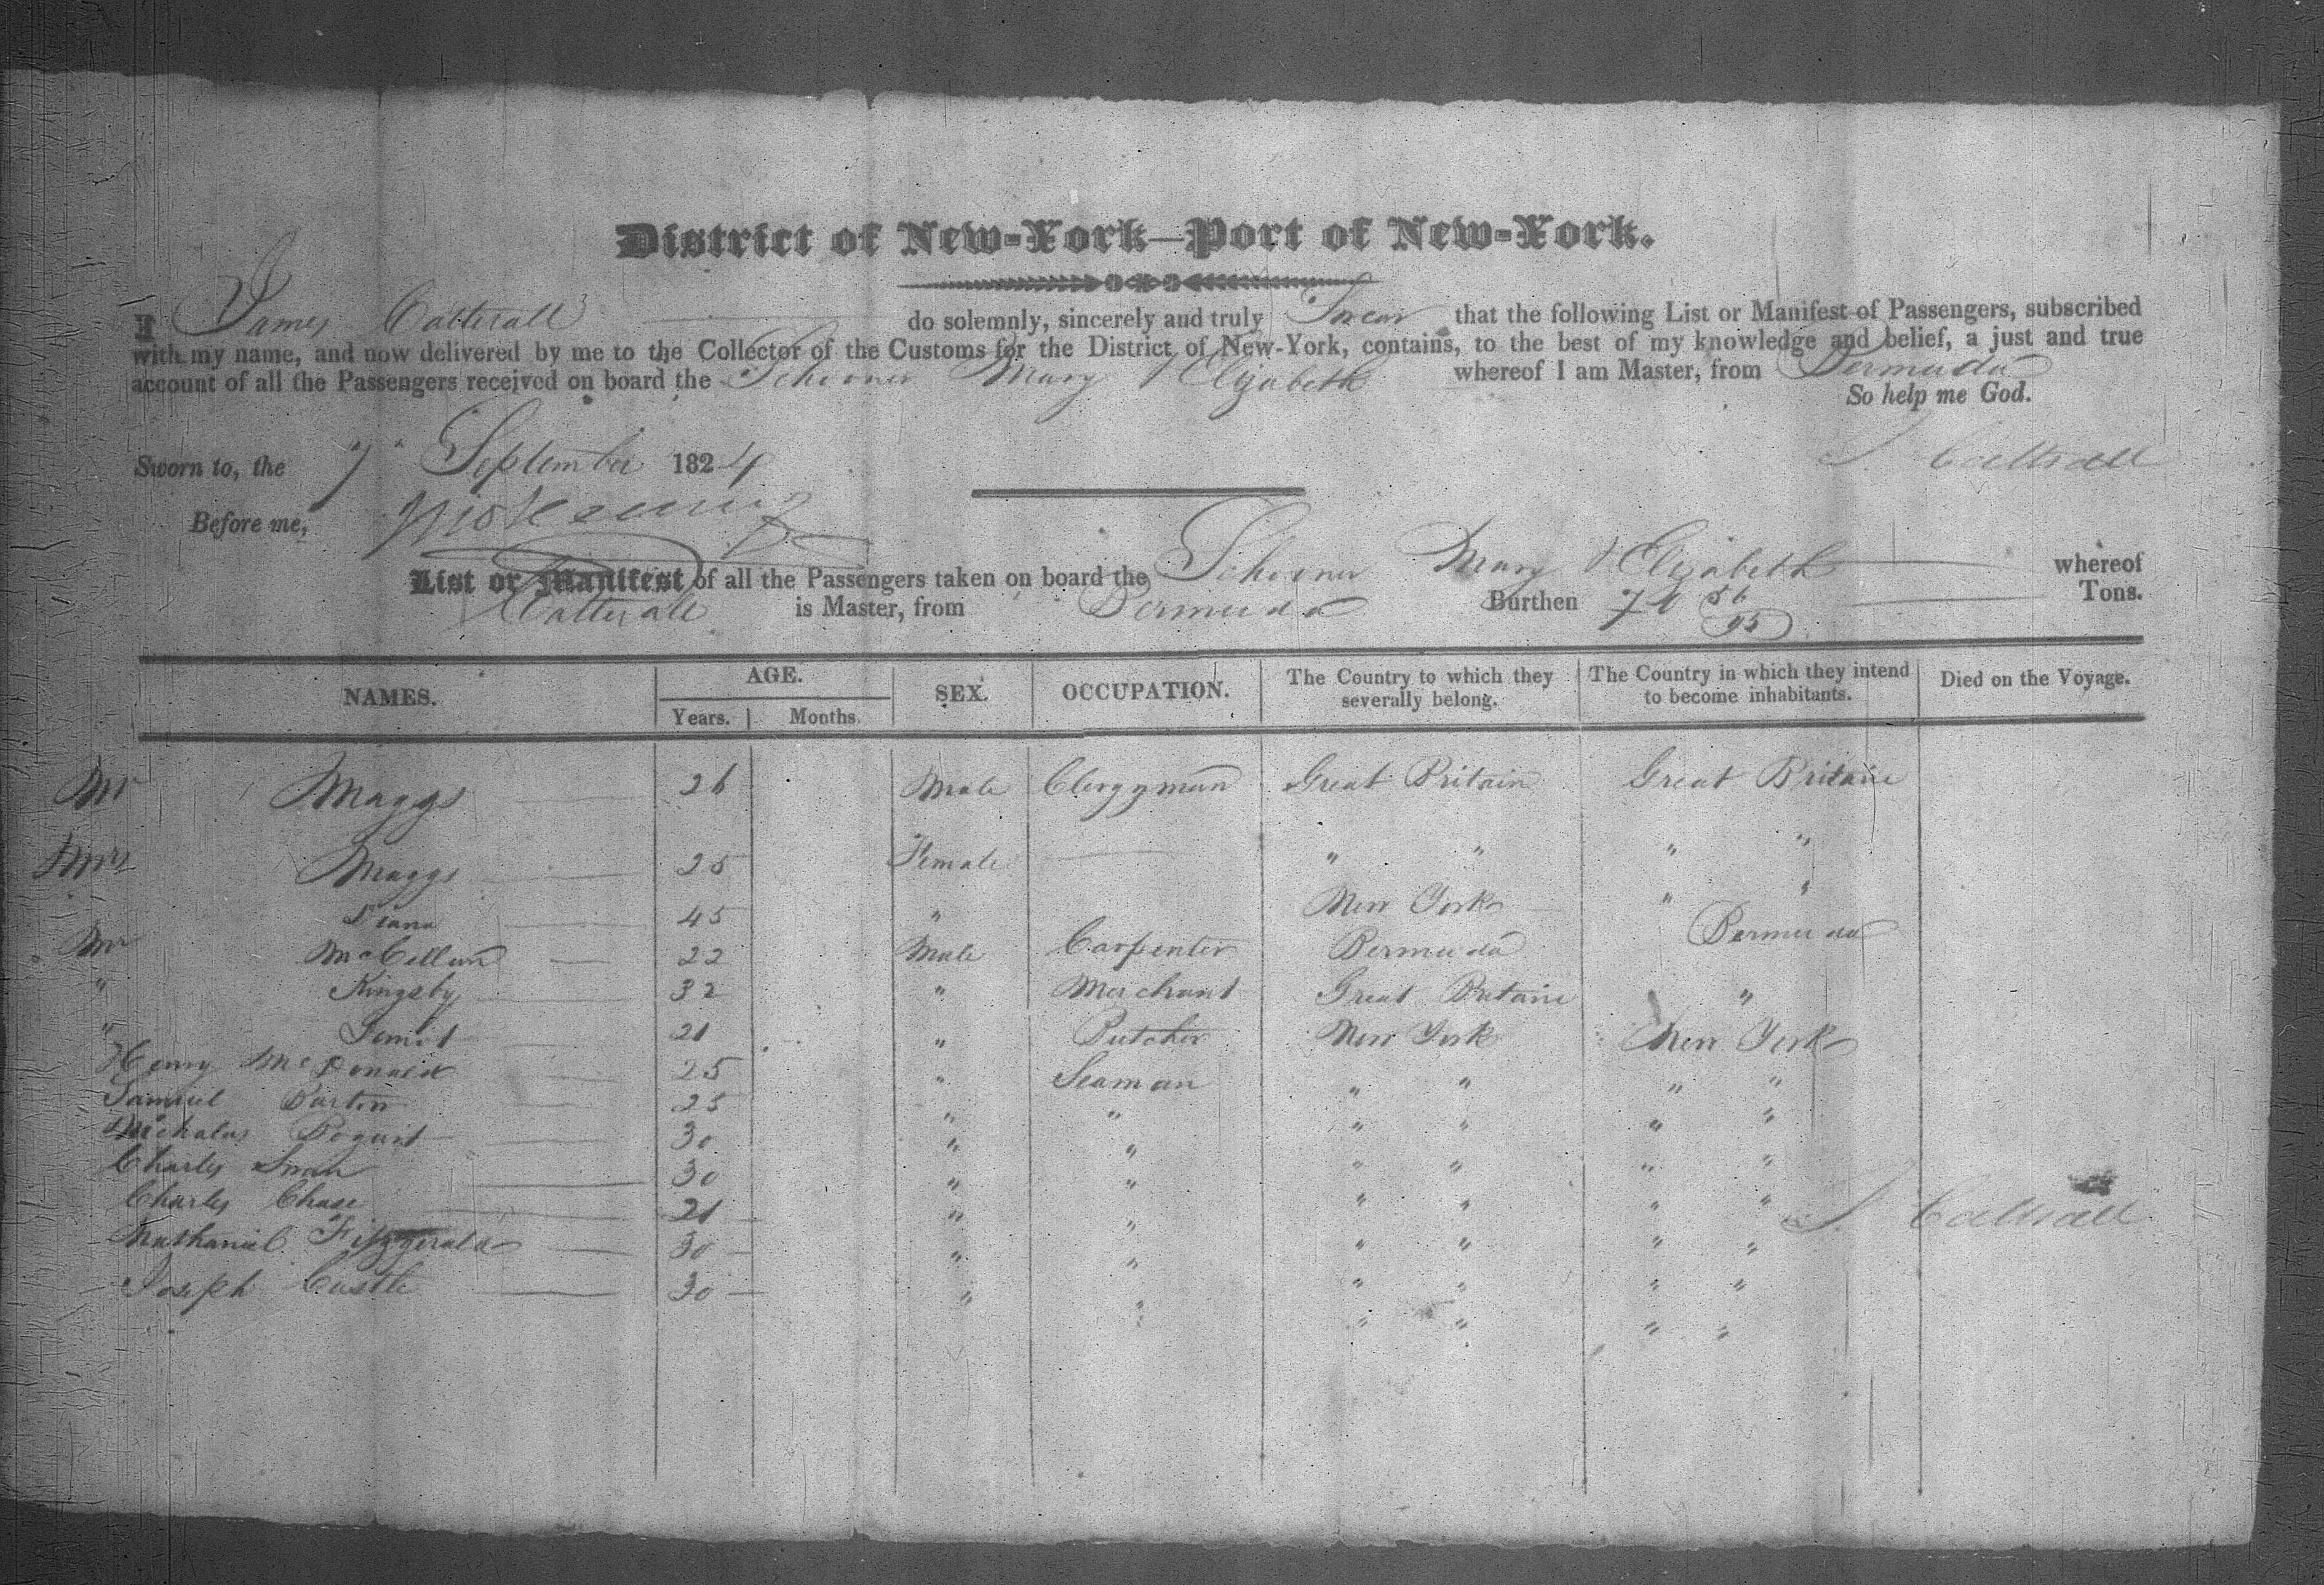 District of New-York—Port of New-York.
I James Catterall do solemnly, sincerely and truly Swear that the following List or Manifest of Passengers, subscribed
with my name, and now delivered by me to the Collector of the Customs for the District of New-York, contains, to the best of my knowledge and belief, a just and true
account of all the Passengers received on board the Schooner Mary & Elizabeth whereof I am Master, from Bermuda
So help me God.
Sworn to, the 7" September 1824 J Catterall
Before me,
List or Manifest of all the Passengers taken on board the Schooner Mary & Elizabeth whereof
J Catterall is Master, from Bermuda Burthen 70 56/95 Tons.
NAMES. AGE. SEX. OCCUPATION. The Country to which they severally belong. The Country in which they intend to become inhabitants. Died on the Voyage.
Years. Months.
Mr Maggs 26 Male Clergyman Great Britain Great Britain
Mrs Maggs 25 Female " " " "
Diana 45 " New York " "
Mr McCellun 22 Male Carpenter Bermuda Bermuda
" Kingsby 32 " Merchant Great Britain "
" 21 " Butcher New York New York
Henry McDonald 25 " Seaman " " " "
Samuel Burton 25 " " " " " "
Nicholas 30 " " " " " "
Charles Swan 30 " " " " " "
Charles Chase 21 " " " " " " J Catterall
Nathaniel Fitzgerald 30 " " " " " "
Joseph Castle 30 " " " " " "